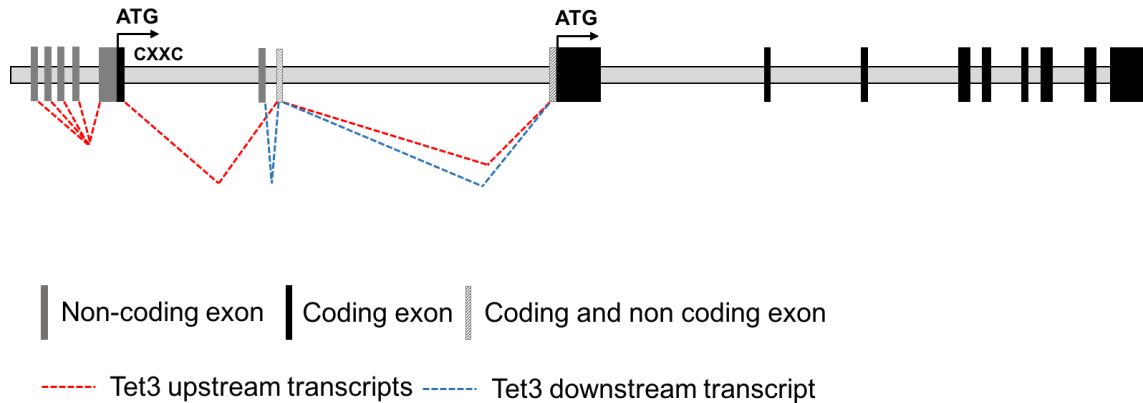 ATG
ATG
CXXC
Non-coding exon
Coding exon
Coding and non coding exon
Tet3 upstream transcripts
Tet3 downstream transcript